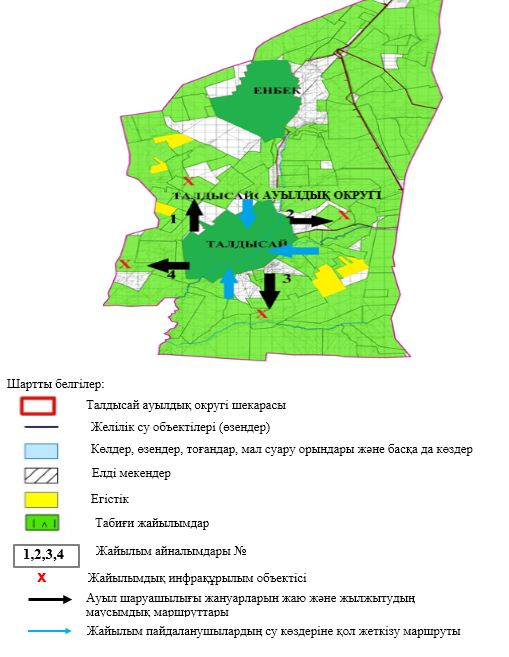 ЕНБЕК
Х
ТАЛДЫСАЙ АУЫЛДЫҚ ОКРУГІ
1
2
Х
ТАЛДЫСАЙ
Х
4
3
Х
Шартты белгілер:
Талдысай ауылдық округі шекарасы
Желілік су объектілері (өзендер)
Көлдер, өзендер, тоғандар, мал суару орындары және басқа да көздер
Елді мекендер
Егістік
Табиғи жайылымдар
1,2,3,4 Жайылым айналымдары №
Х Жайылымдық инфрақұрылым объектісі
Ауыл шаруашылығы жануарларын жаю және жылжытудың
маусымдық маршруттары
Жайылым пайдаланушылардың су көздеріне қол жеткізу маршруты